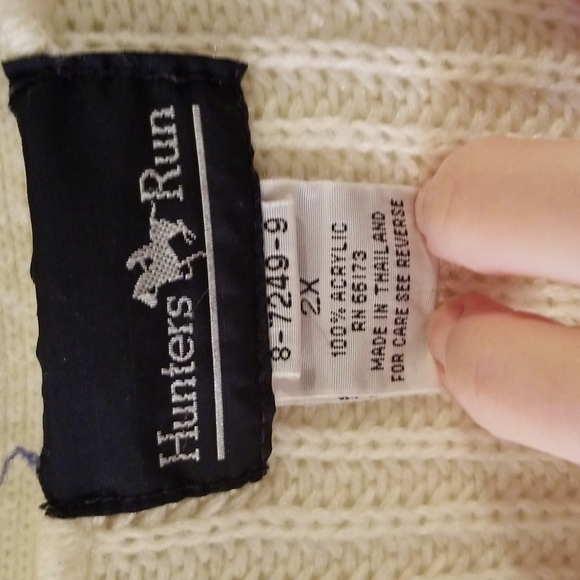 Hunters Run
8-7249-9
2X
100% ACRYLIC
RN 66173
MADE IN THAILAND
FOR CARE SEE REVERSE